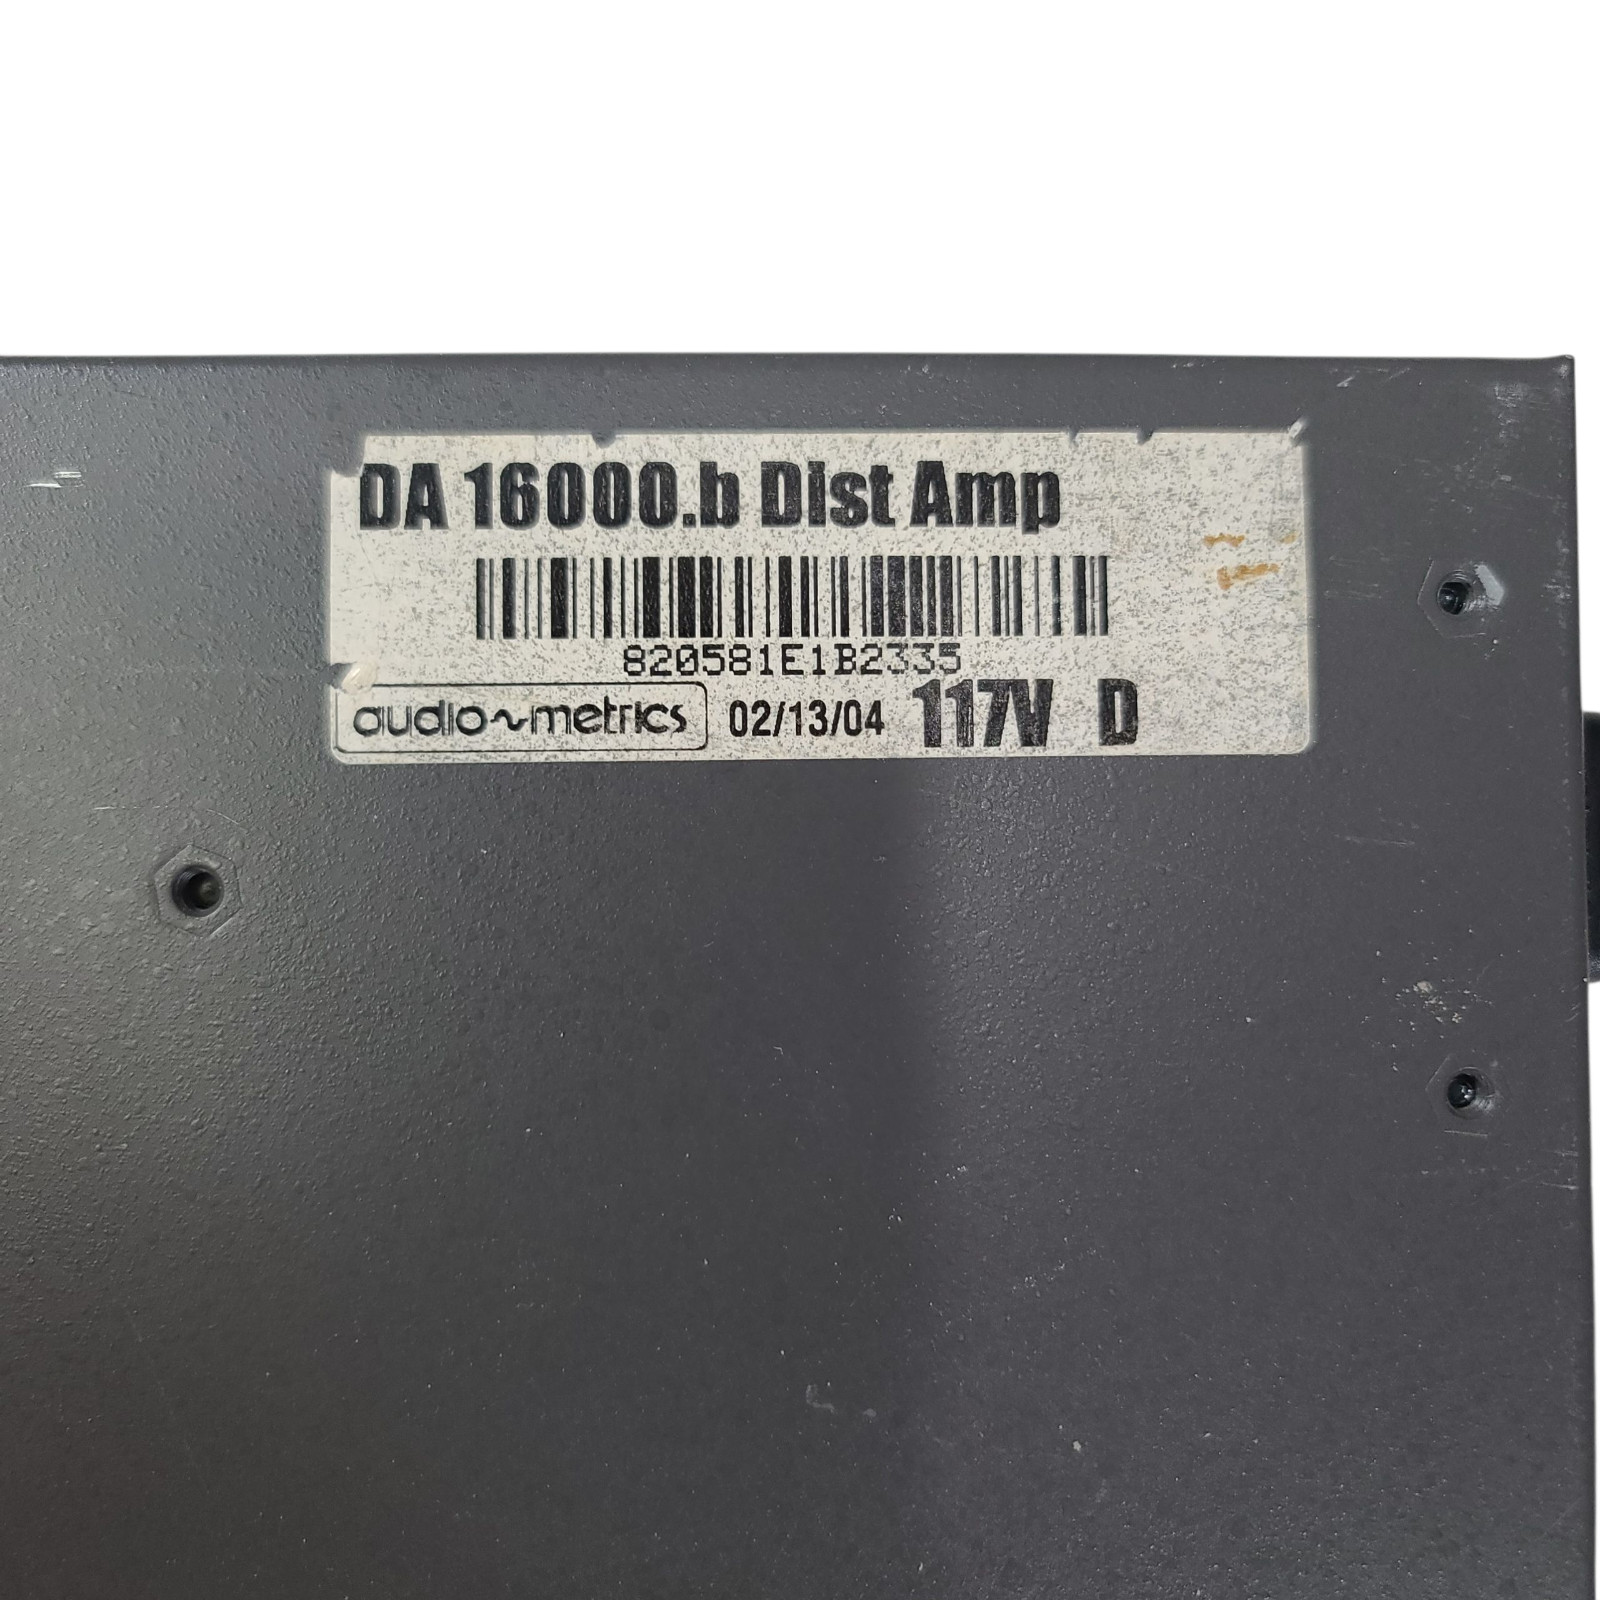 DA 16000.b Dist Amp
820581E1B2335
audio~metrics 02/13/04 117V D